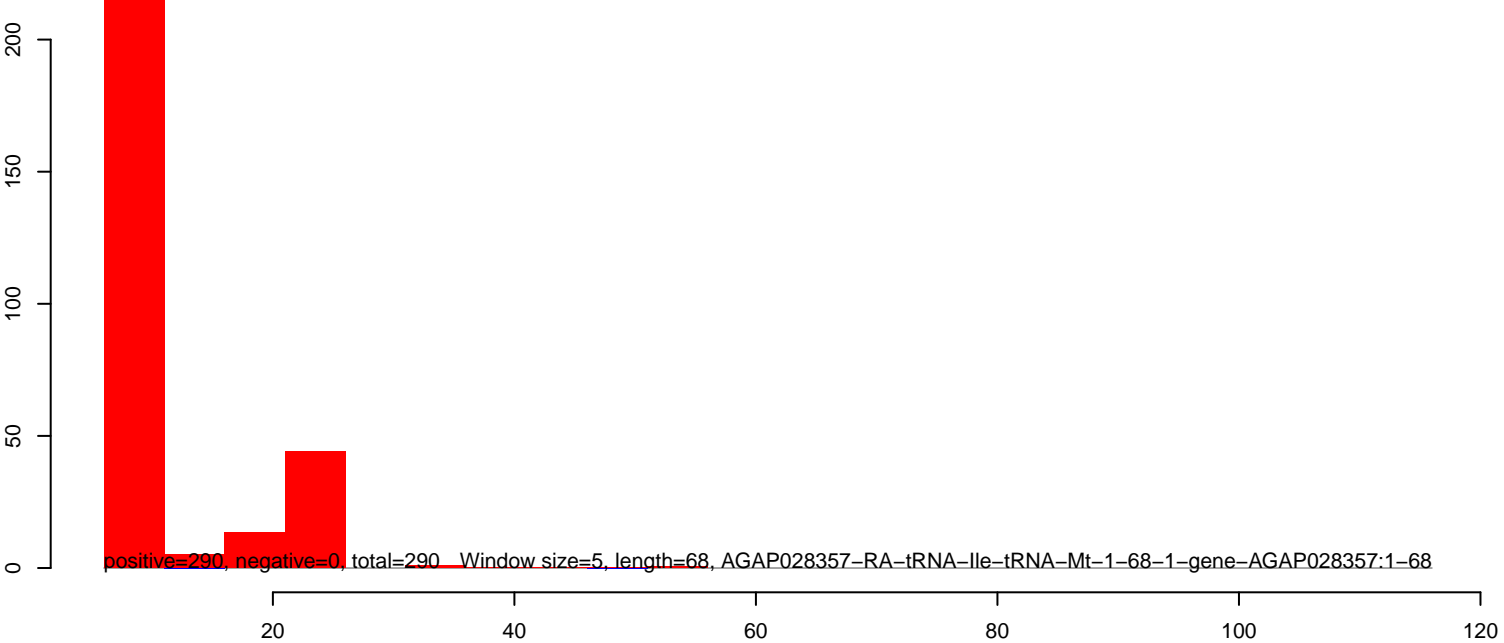 200
150
100
50
0
positive=290, negative=0, total=290 Window size=5, length=68, AGAP028357−RA−tRNA−Ile−tRNA−Mt−1−68−1−gene−AGAP028357:1−68
20 40 60 80 100 120